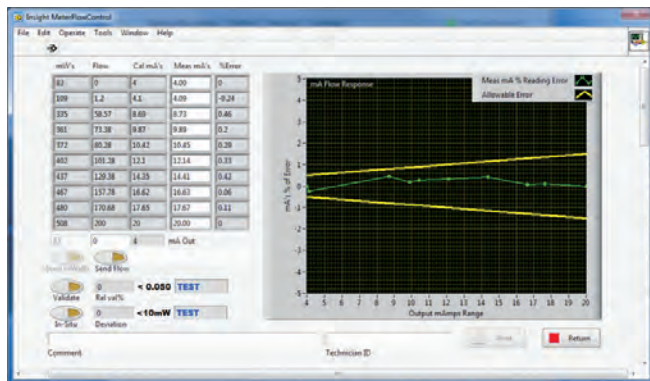 Insight MeterFlowControl
File Edit Operate Tools Window Help
mW's Flow Cal mA's Meas mA's %Error
83 0 4 4.00 0
109 1.2 4.1 4.09 -0.24
335 58.57 8.69 8.73 0.46
361 73.38 9.87 9.89 0.2
372 80.28 10.42 10.45 0.28
402 101.28 12.1 12.14 0.33
437 129.38 14.35 14.41 0.42
467 157.78 16.62 16.63 0.06
480 170.68 17.65 17.67 0.11
508 200 20 20.00 0
0 4 mA Out
Send Flow
0 < 0.050 TEST
Validate Rel val%
0 <10mW TEST
In-Situ Deviation
Comment
Technician ID
mA Flow Response
Meas mA % Reading Error
Allowable Error
mA's % of Error
5
4
3
2
1
0
-1
-2
-3
-4
-5
4 5 6 7 8 9 10 11 12 13 14 15 16 17 18 19 20
Output mAmps Range
Return